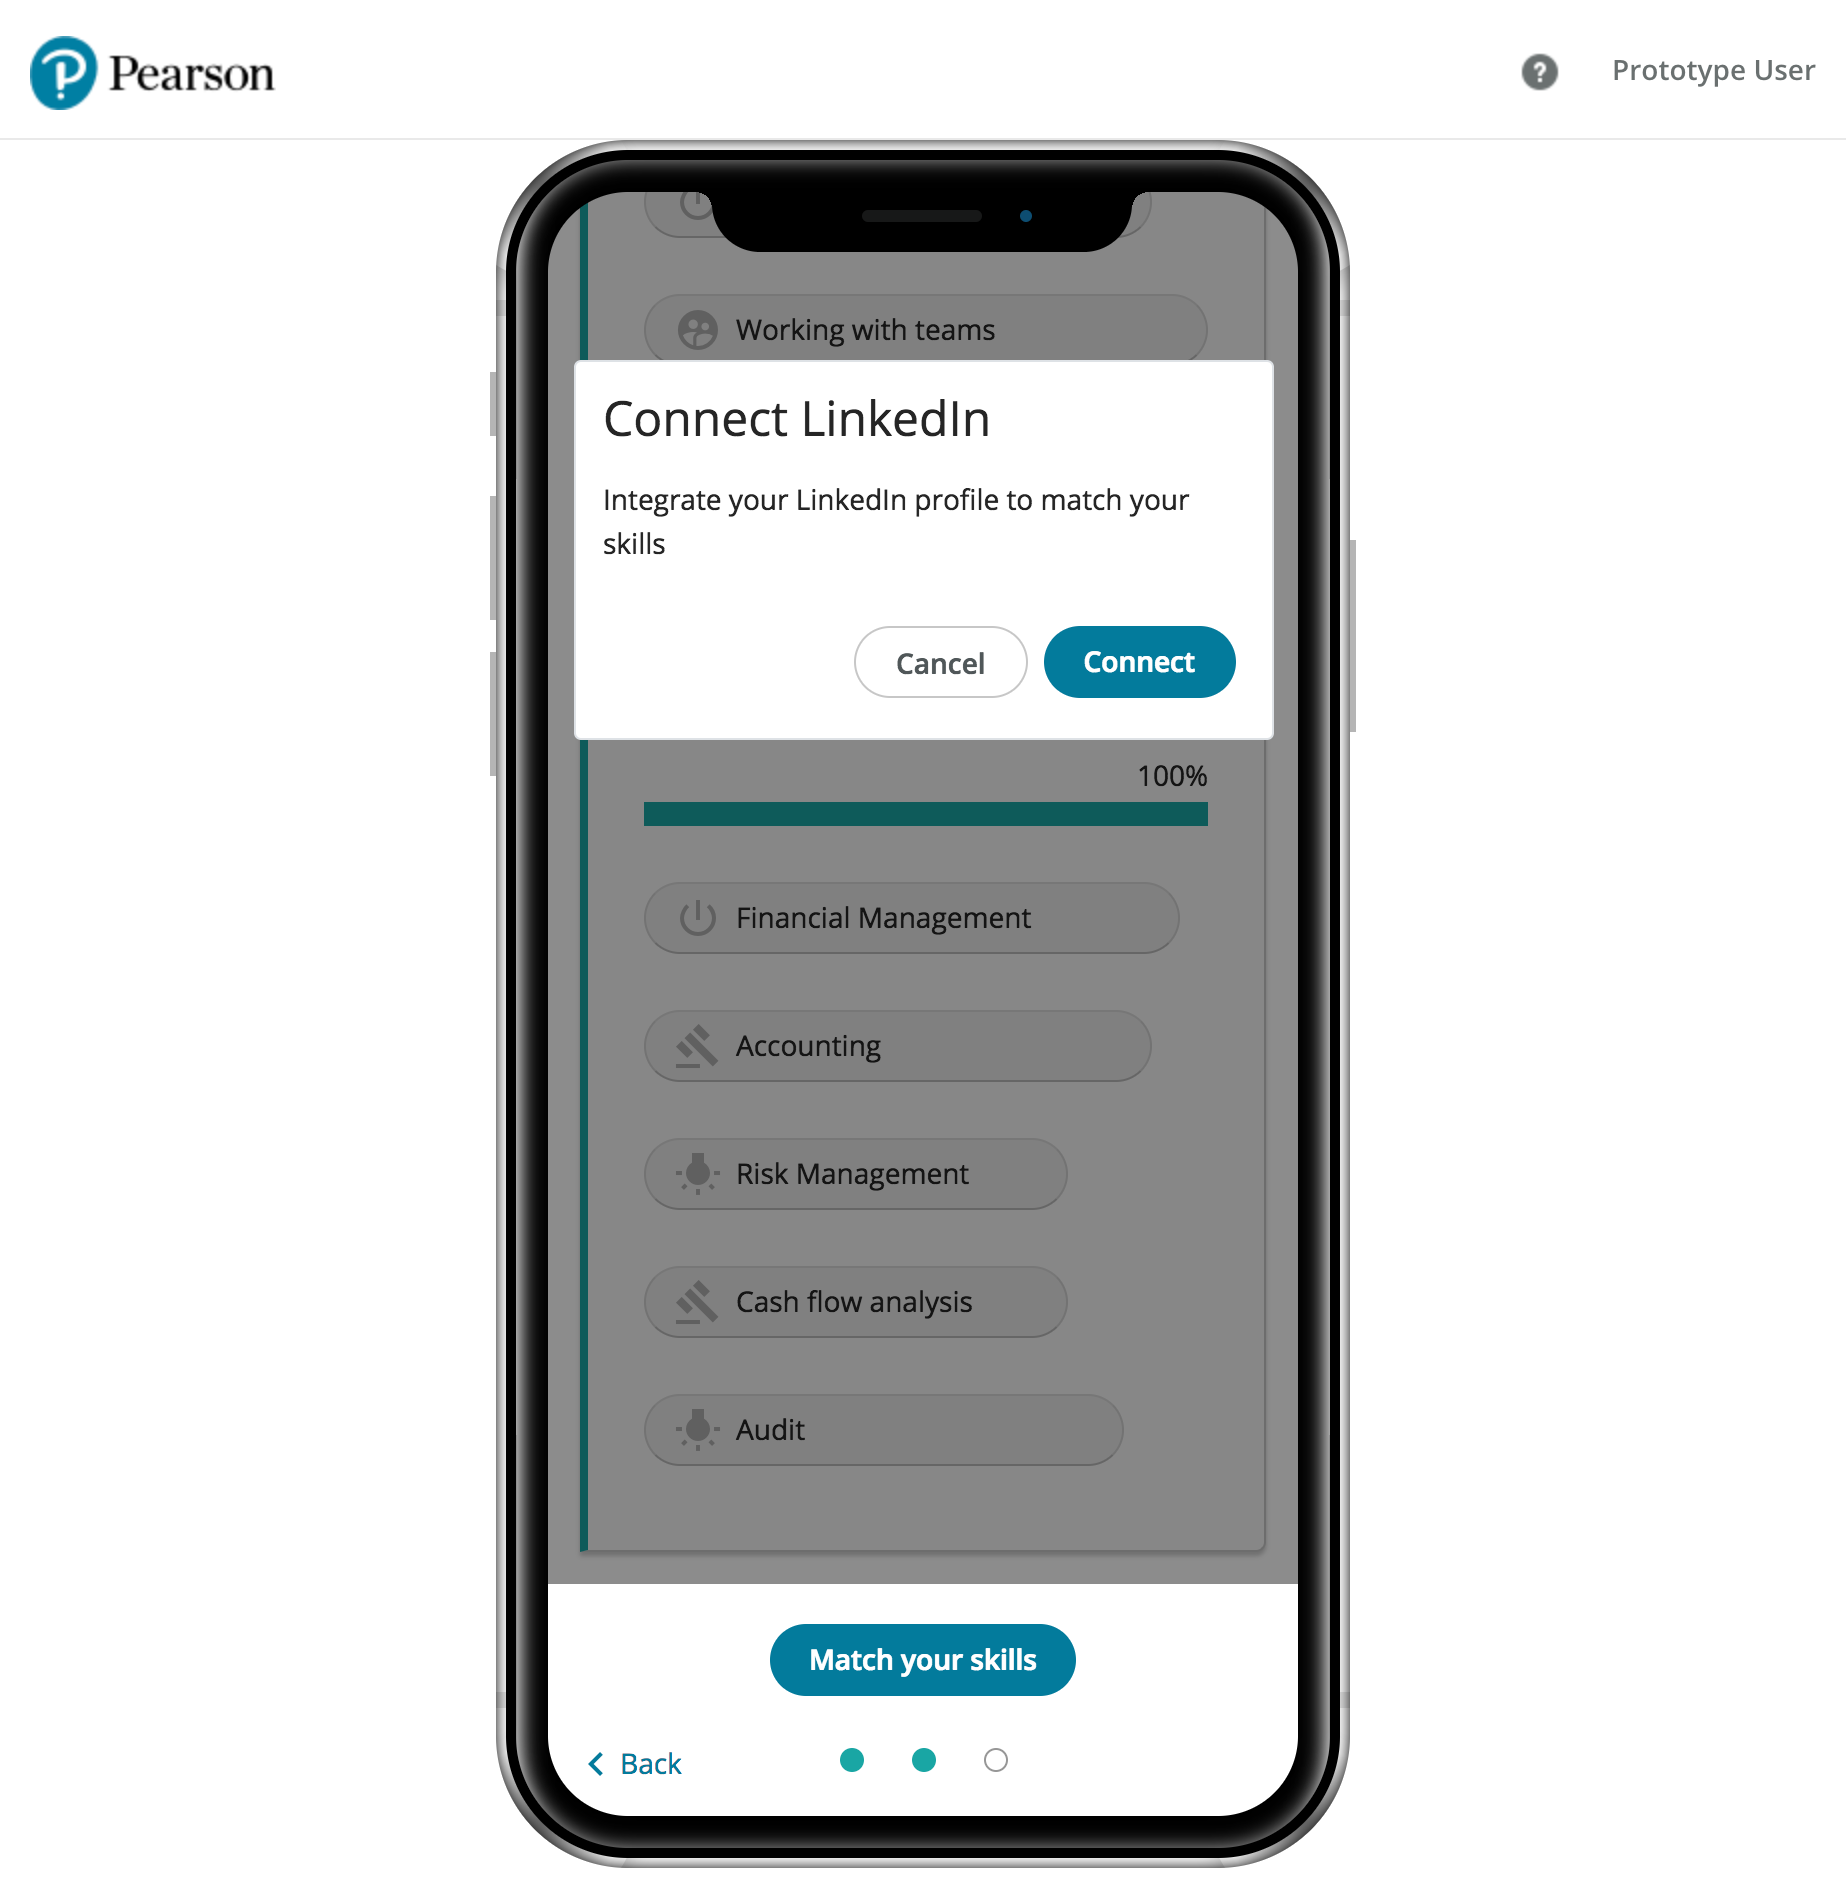 Pearson
? Prototype User
Working with teams
Connect LinkedIn
Integrate your LinkedIn profile to match your
skills
Cancel Connect
100%
Financial Management
Accounting
Risk Management
Cash flow analysis
Audit
Match your skills
Back